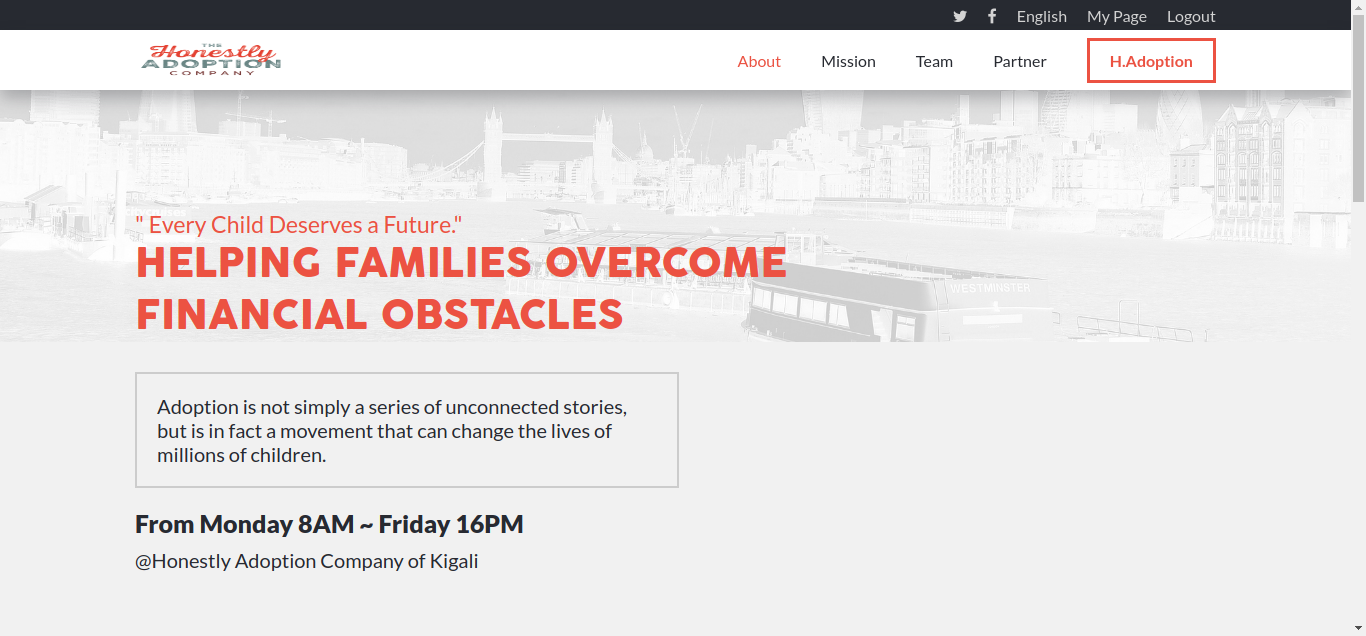 English My Page Logout
THE
Honestly
ADOPTION
COMPANY
About Mission Team Partner H.Adoption
" Every Child Deserves a Future."
HELPING FAMILIES OVERCOME
FINANCIAL OBSTACLES
WESTMINSTER
Adoption is not simply a series of unconnected stories,
but is in fact a movement that can change the lives of
millions of children.
From Monday 8AM ~ Friday 16PM
@Honestly Adoption Company of Kigali